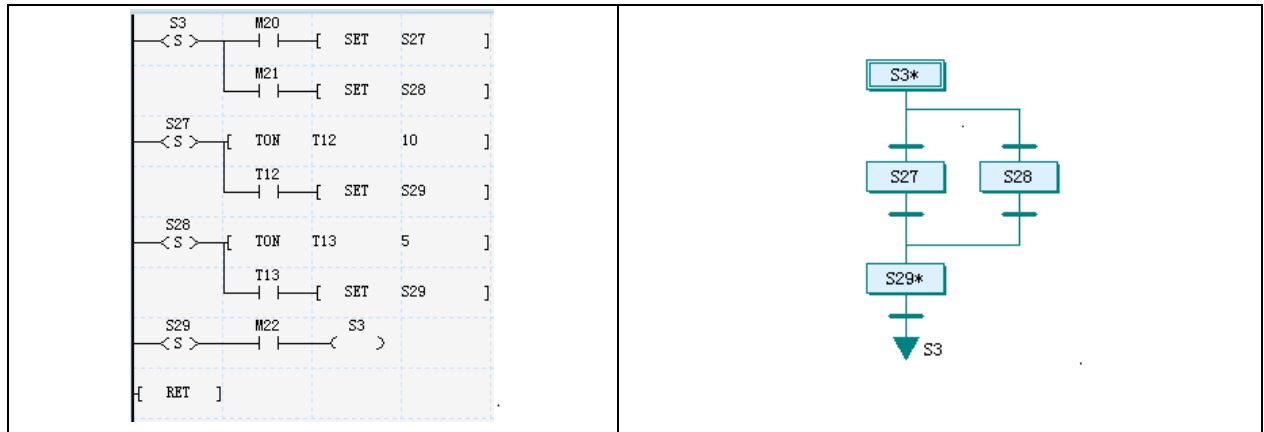 S3 M20
S [ SET S27 ]
M21
[ SET S28 ]
S27
S [ TON T12 10 ]
T12
[ SET S29 ]
S28
S [ TON T13 5 ]
T13
[ SET S29 ]
S29 M22 S3
S ( )
[ RET ]
S3*
S27 S28
S29*
S3